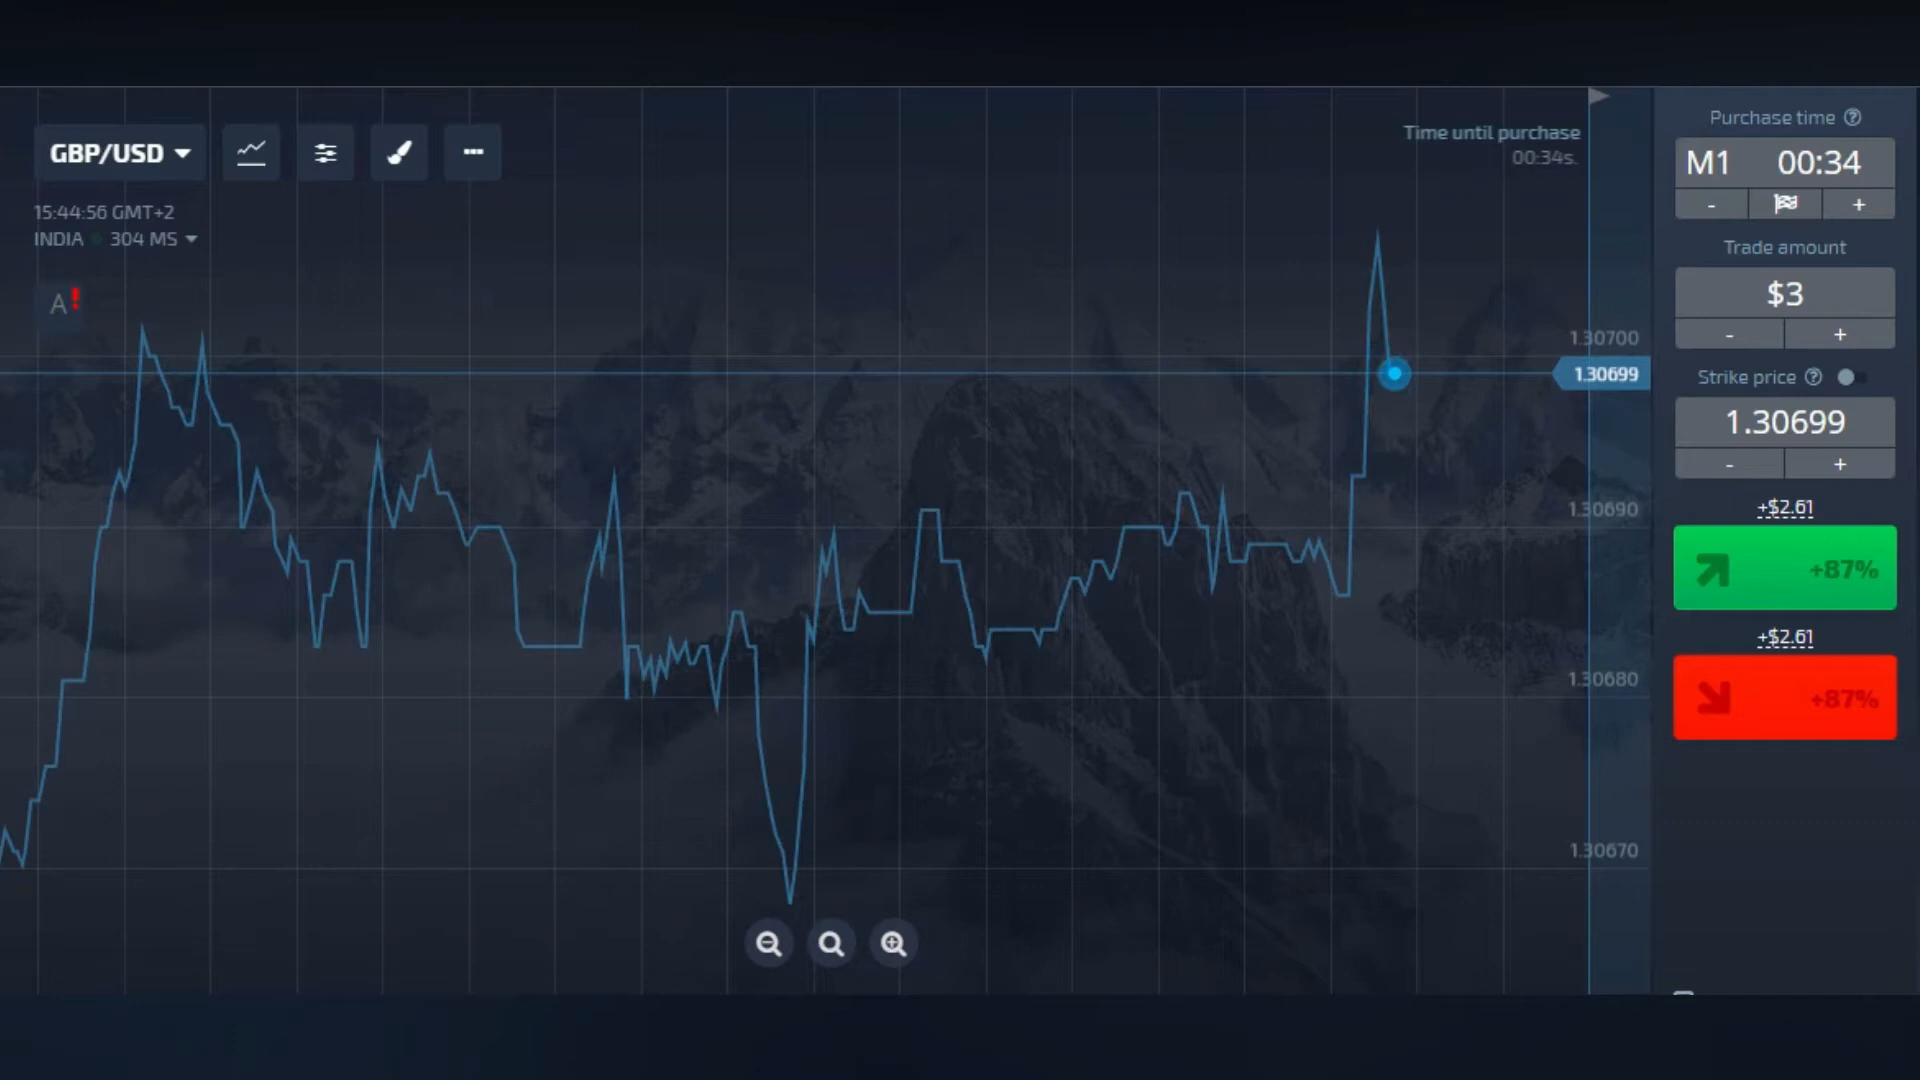 GBP/USD
15:44:56 GMT+2
INDIA 304 MS
A!
Time until purchase
00:34s.
1.30700
1.30699
1.30690
1.30680
1.30670
Purchase time ?
M1 00:34
- +
Trade amount
$3
- +
Strike price ?
1.30699
- +
+$2.61
+87%
+$2.61
+87%